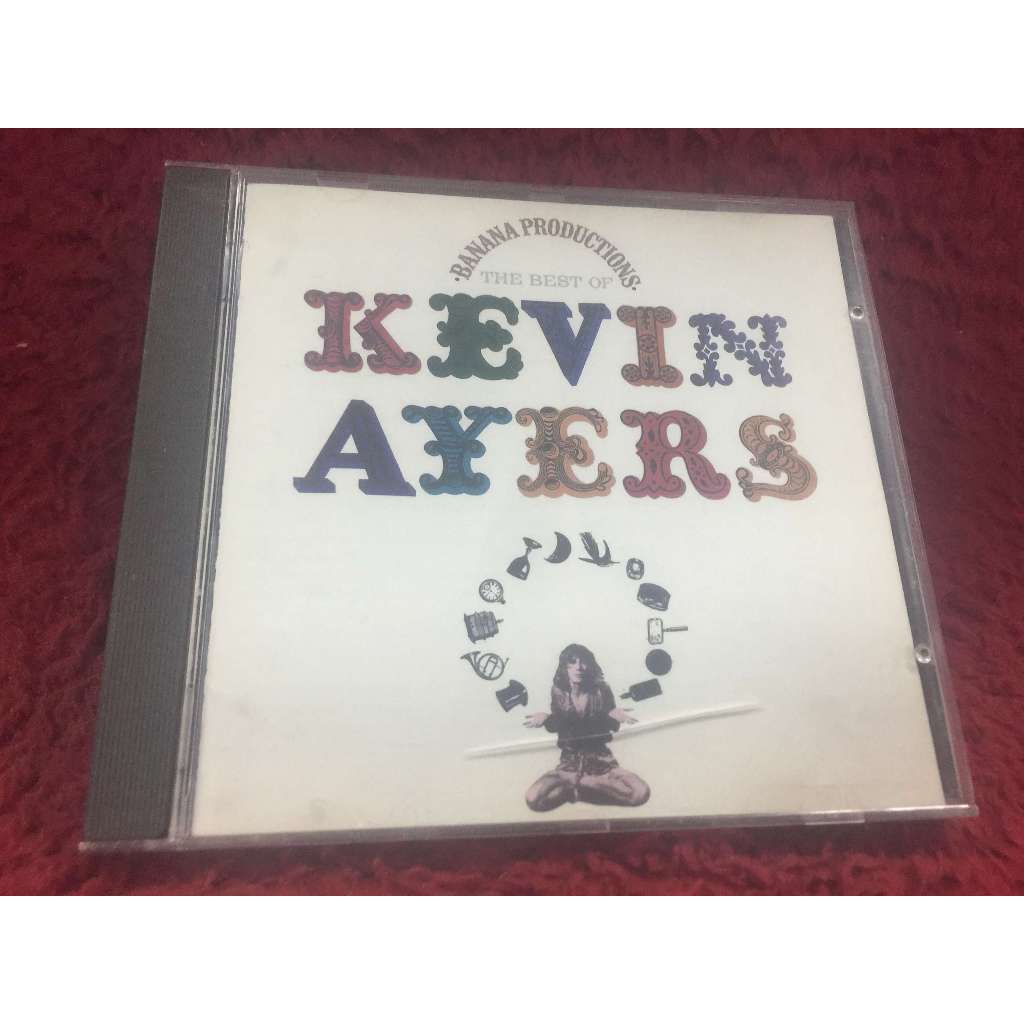 ·BANANA PRODUCTIONS·
THE BEST OF
KEVIN
AYERS